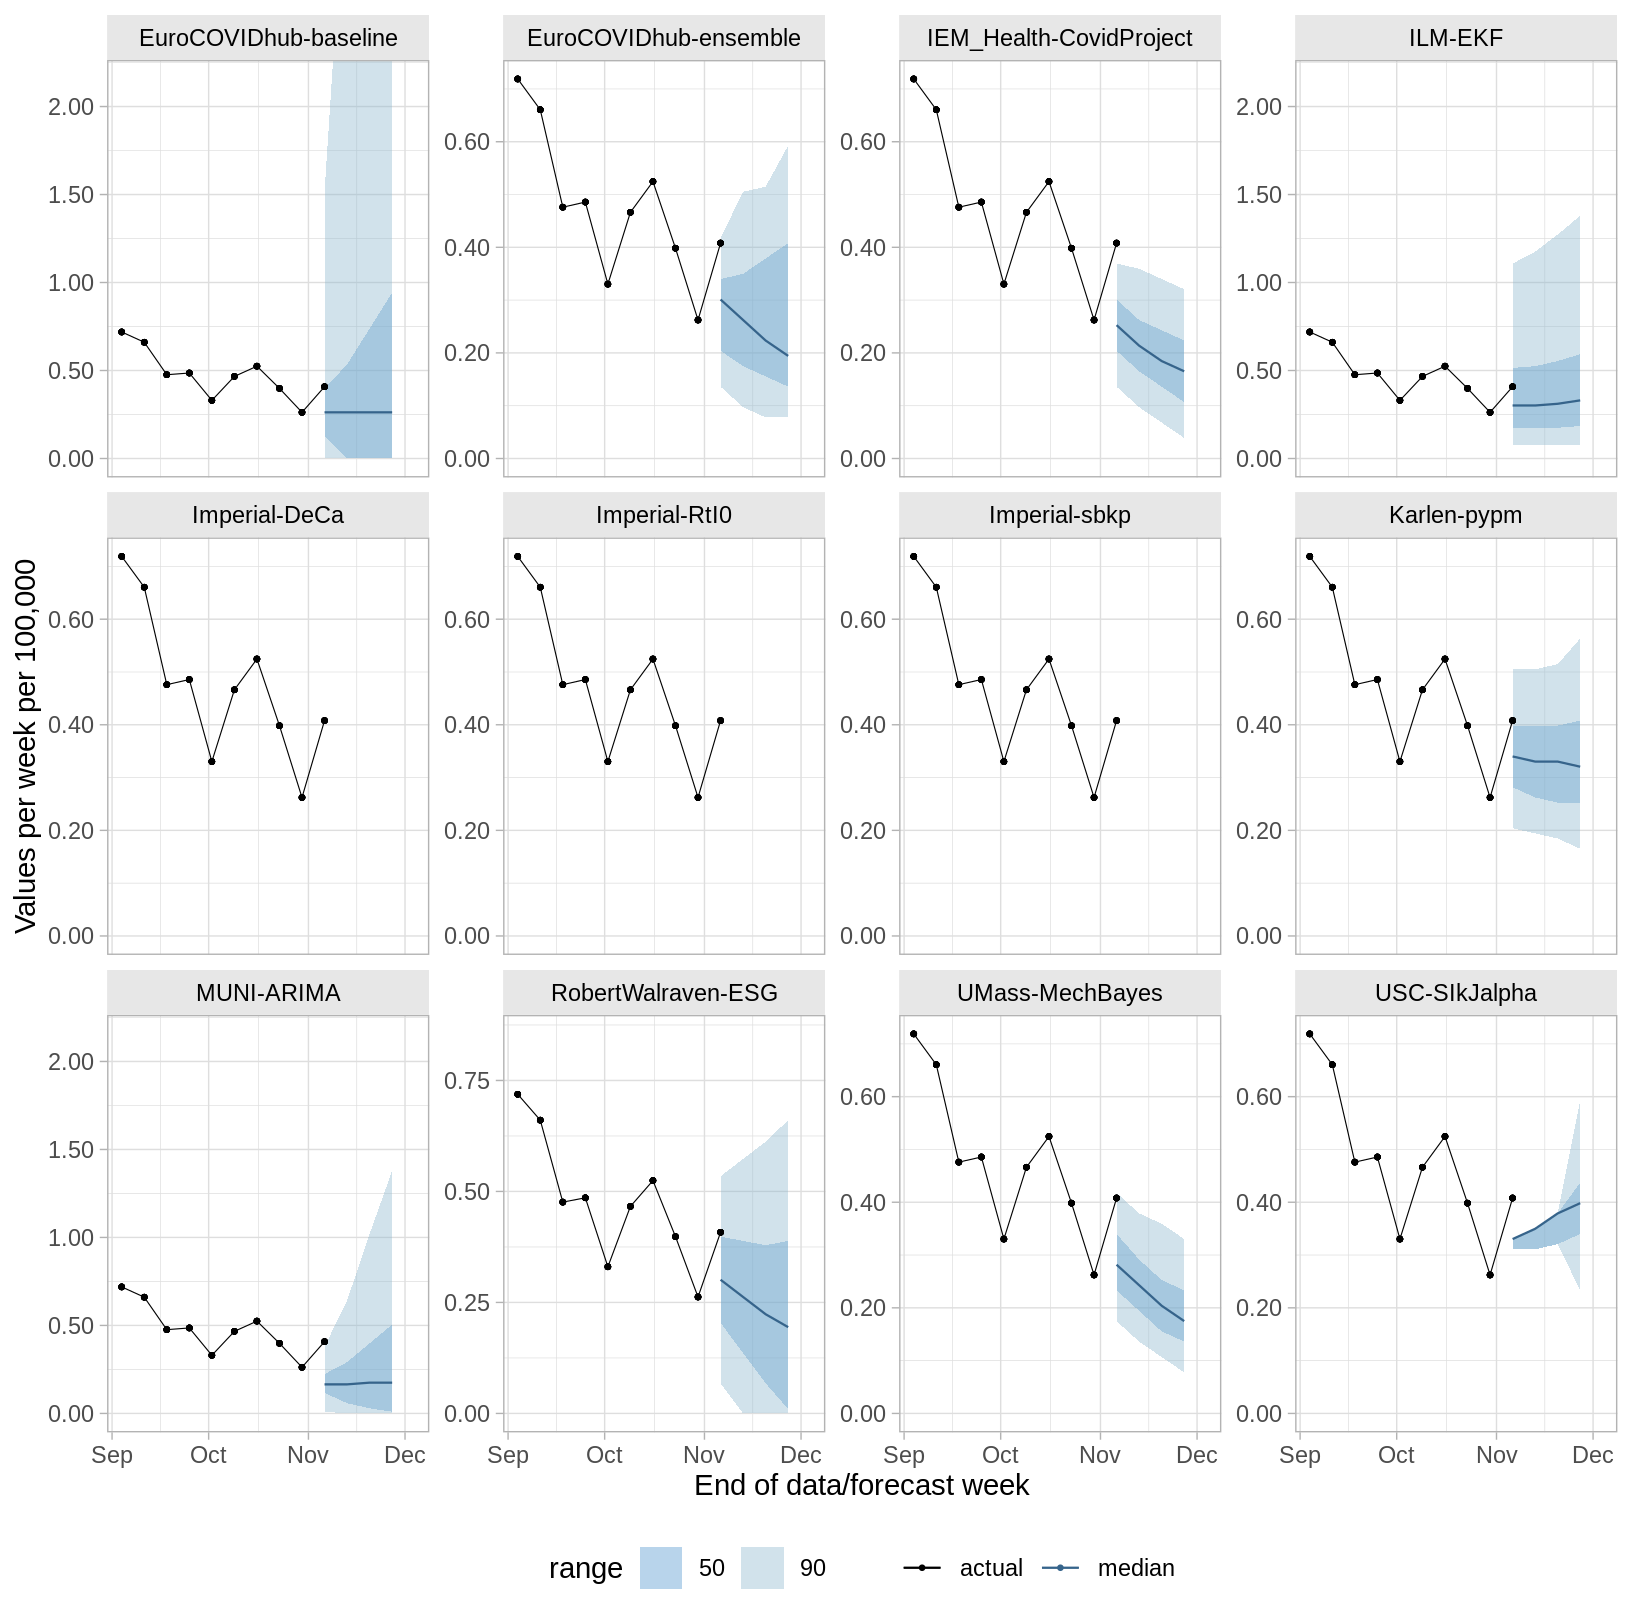 EuroCOVIDhub-baseline
EuroCOVIDhub-ensemble
IEM_Health-CovidProject
ILM-EKF
2.00
1.50
1.00
0.50
0.00
0.60
0.40
0.20
0.00
0.60
0.40
0.20
0.00
2.00
1.50
1.00
0.50
0.00
Imperial-DeCa
Imperial-RtI0
Imperial-sbkp
Karlen-pypm
0.60
0.40
0.20
0.00
0.60
0.40
0.20
0.00
0.60
0.40
0.20
0.00
0.60
0.40
0.20
0.00
Values per week per 100,000
MUNI-ARIMA
RobertWalraven-ESG
UMass-MechBayes
USC-SIkJalpha
2.00
1.50
1.00
0.50
0.00
0.75
0.50
0.25
0.00
0.60
0.40
0.20
0.00
0.60
0.40
0.20
0.00
Sep Oct Nov Dec
Sep Oct Nov Dec
Sep Oct Nov Dec
Sep Oct Nov Dec
End of data/forecast week
range 50 90 actual median